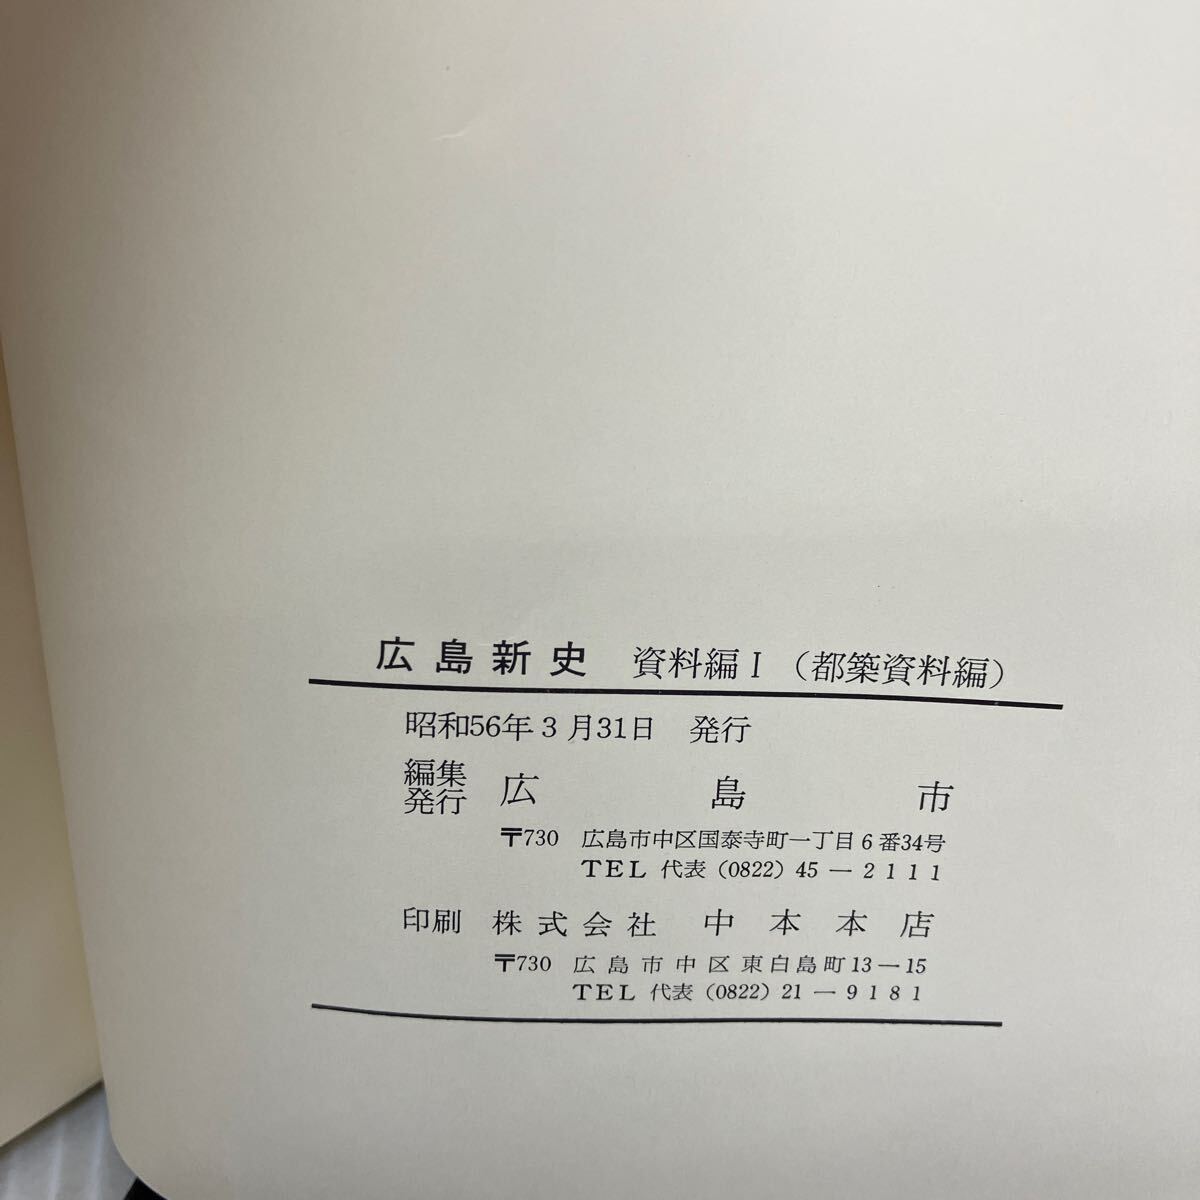 広島新史 資料編Ⅰ（都築資料編）
昭和56年3月31日 発行
編集発行 広島市
〒730 広島市中区国泰寺町一丁目6番34号
TEL 代表（0822）45－2111
印刷 株式会社 中本本店
〒730 広島市中区東白島町13－15
TEL 代表（0822）21－9181